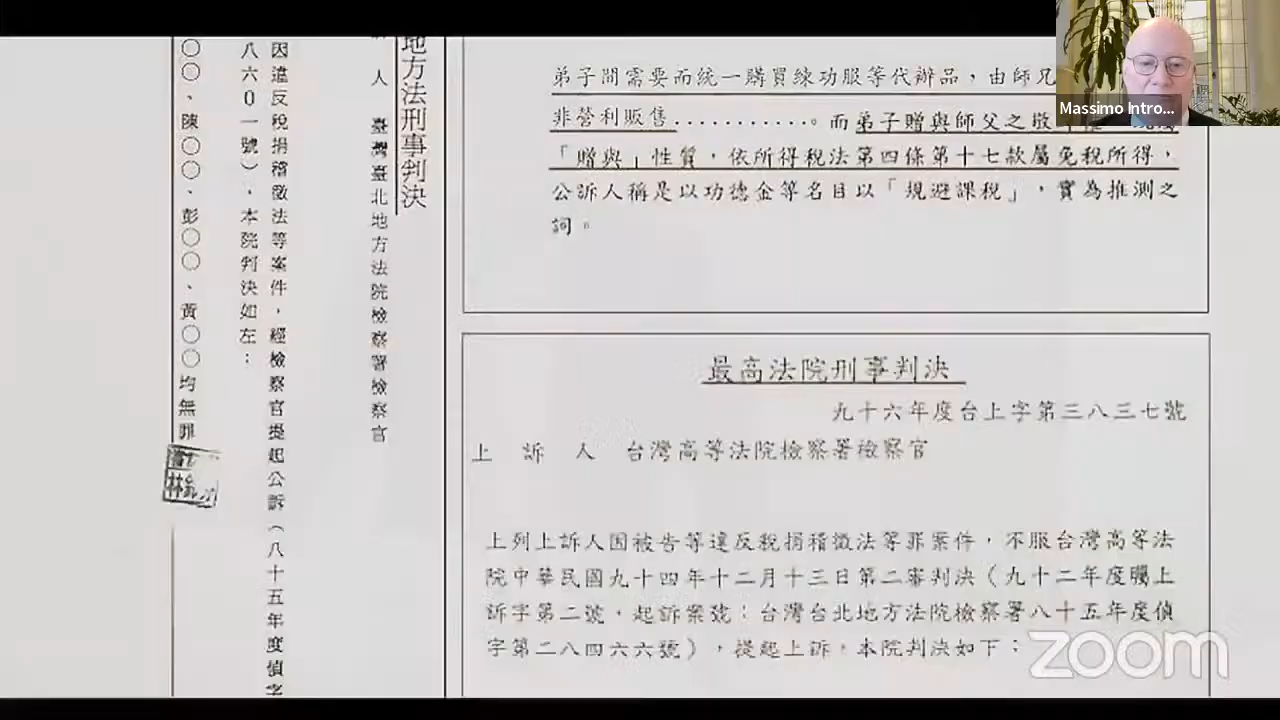 地方法刑事判決
人 臺灣臺北地方法院檢察署檢察官
因違反稅捐稽徵法等案件，經檢察官提起公訴（八十五年度偵字
八六0一號），本院判決如左：
○○、陳○○、彭○○、黃○○均無罪
弟子間需要而統一購買練功服等代辦品，由師兄
非營利販售...........。而弟子贈與師父之敬
「贈與」性質，依所得稅法第四條第十七款屬免稅所得，
公訴人稱是以功德金等名目以「規避課稅」，實為推測之
詞。
最高法院刑事判決
九十六年度台上字第三八三七號
上 訴 人 台灣高等法院檢察署檢察官
上列上訴人因被告等違反稅捐稽徵法等罪案件，不服台灣高等法
院中華民國九十四年十二月十三日第二審判決（九十二年度矚上
訴字第二號，起訴案號：台灣台北地方法院檢察署八十五年度偵
字第二八四六六號），提起上訴，本院判決如下：
Massimo Intro...
zoom